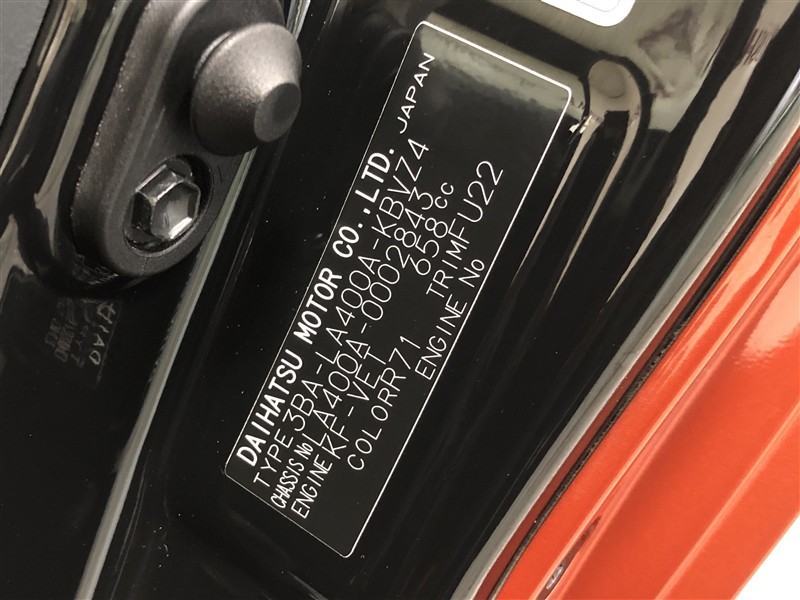 DAIHATSU MOTOR CO.,LTD. JAPAN
TYPE 3BA-LA400A-KBVZ4
CHASSIS No LA400A-0002843
ENGINE KF-VET 658cc
COLOR R71 TRIM FU22
ENGINE No